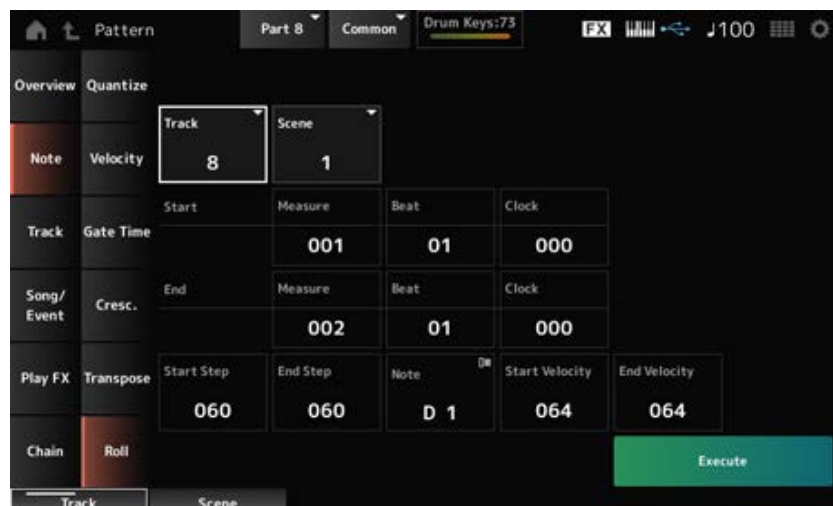 Pattern
Part 8
Common
Drum Keys:73
FX
♩100
Overview
Quantize
Track
8
Scene
1
Note
Velocity
Start
Measure
001
Beat
01
Clock
000
Track
Gate Time
End
Measure
002
Beat
01
Clock
000
Song/
Event
Cresc.
Play FX
Transpose
Start Step
060
End Step
060
Note
D 1
Start Velocity
064
End Velocity
064
Chain
Roll
Execute
Track
Scene